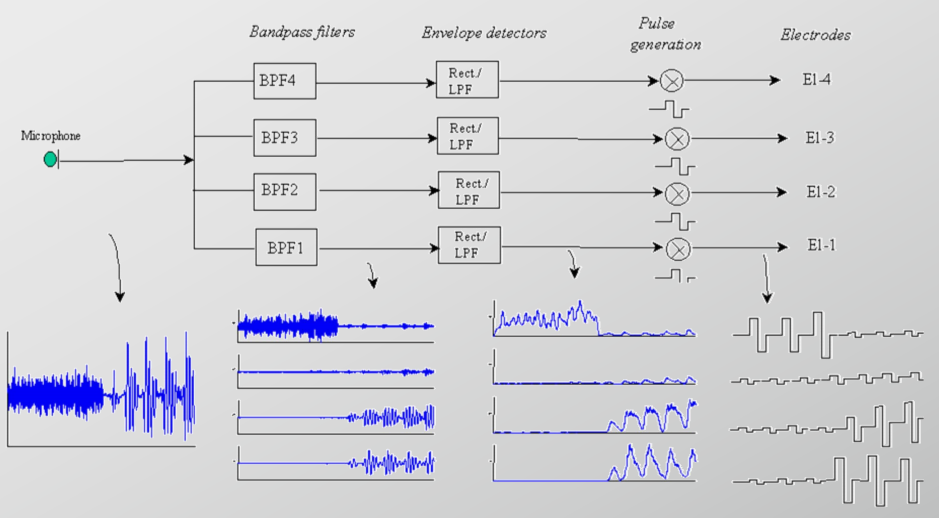 Bandpass filters
Envelope detectors
Pulse
generation
Electrodes
Microphone
BPF4
Rect./
LPF
El-4
BPF3
Rect./
LPF
El-3
BPF2
Rect./
LPF
El-2
BPF1
Rect./
LPF
El-1